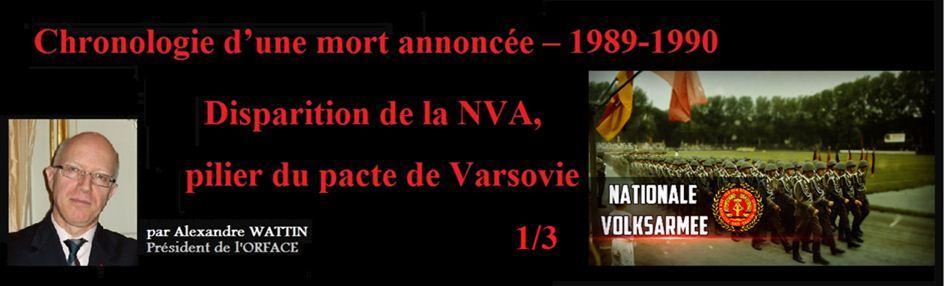 Chronologie d’une mort annoncée – 1989-1990
Disparition de la NVA,
pilier du pacte de Varsovie
par Alexandre WATTIN
Président de l'ORFACE
1/3
NATIONALE
VOLKSARMEE